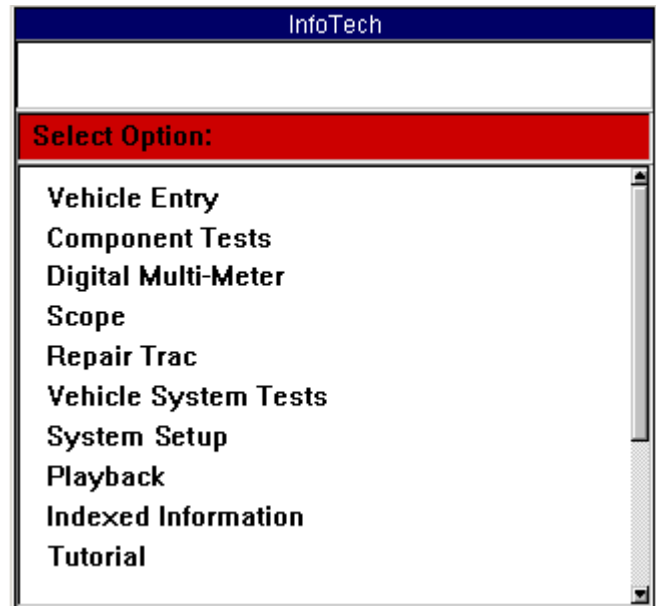 InfoTech
Select Option:
Vehicle Entry
Component Tests
Digital Multi-Meter
Scope
Repair Trac
Vehicle System Tests
System Setup
Playback
Indexed Information
Tutorial